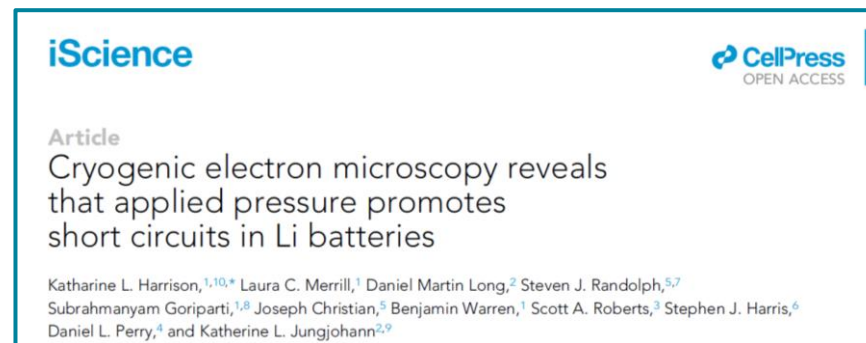 iScience
CellPress
OPEN ACCESS
Article
Cryogenic electron microscopy reveals
that applied pressure promotes
short circuits in Li batteries
Katharine L. Harrison,1,10,* Laura C. Merrill,1 Daniel Martin Long,2 Steven J. Randolph,5,7
Subrahmanyam Goriparti,1,8 Joseph Christian,5 Benjamin Warren,1 Scott A. Roberts,3 Stephen J. Harris,6
Daniel L. Perry,4 and Katherine L. Jungjohann2,9